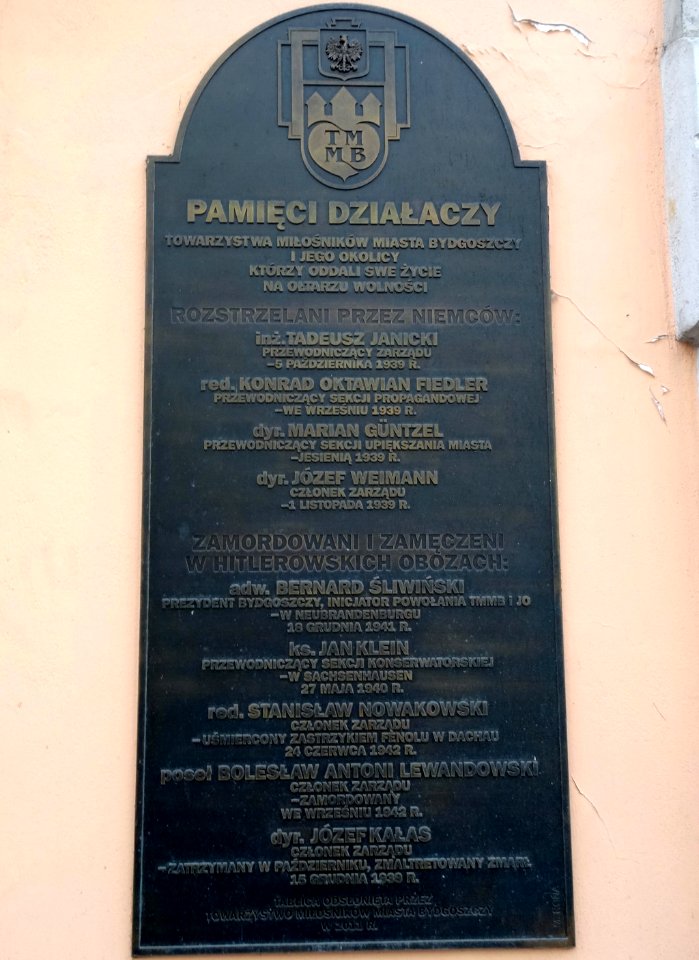 TM
MB
PAMIĘCI DZIAŁACZY
TOWARZYSTWA MIŁOŚNIKÓW MIASTA BYDGOSZCZY
I JEGO OKOLICY
KTÓRZY ODDALI SWE ŻYCIE
NA OŁTARZU WOLNOŚCI
ROZSTRZELANI PRZEZ NIEMCÓW:
inż. TADEUSZ JANICKI
PRZEWODNICZĄCY ZARZĄDU
-5 PAŹDZIERNIKA 1939 R.
red. KONRAD OKTAWIAN FIEDLER
PRZEWODNICZĄCY SEKCJI PROPAGANDOWEJ
-WE WRZEŚNIU 1939 R.
dyr. MARIAN GÜNTZEL
PRZEWODNICZĄCY SEKCJI UPIĘKSZANIA MIASTA
-JESIENIĄ 1939 R.
dyr. JÓZEF WEIMANN
CZŁONEK ZARZĄDU
-1 LISTOPADA 1939 R.
ZAMORDOWANI I ZAMĘCZENI
W HITLEROWSKICH OBOZACH:
adw. BERNARD ŚLIWIŃSKI
PREZYDENT BYDGOSZCZY, INICJATOR POWOŁANIA TMMB I JO
-W NEUBRANDENBURGU
18 GRUDNIA 1941 R.
ks. JAN KLEIN
PRZEWODNICZĄCY SEKCJI KONSERWATORSKIEJ
-W SACHSENHAUSEN
27 MAJA 1940 R.
red. STANISŁAW NOWAKOWSKI
CZŁONEK ZARZĄDU
-UŚMIERCONY ZASTRZYKIEM FENOLU W DACHAU
24 CZERWCA 1942 R.
poseł BOLESŁAW ANTONI LEWANDOWSKI
CZŁONEK ZARZĄDU
-ZAMORDOWANY
WE WRZEŚNIU 1942 R.
dyr. JÓZEF KAŁAS
CZŁONEK ZARZĄDU
-ZATRZYMANY W PAŹDZIERNIKU, ZMALTRETOWANY ZMARŁ
15 GRUDNIA 1939 R.
TABLICA ODSŁONIĘTA PRZEZ
TOWARZYSTWO MIŁOŚNIKÓW MIASTA BYDGOSZCZY
W 2011 R.